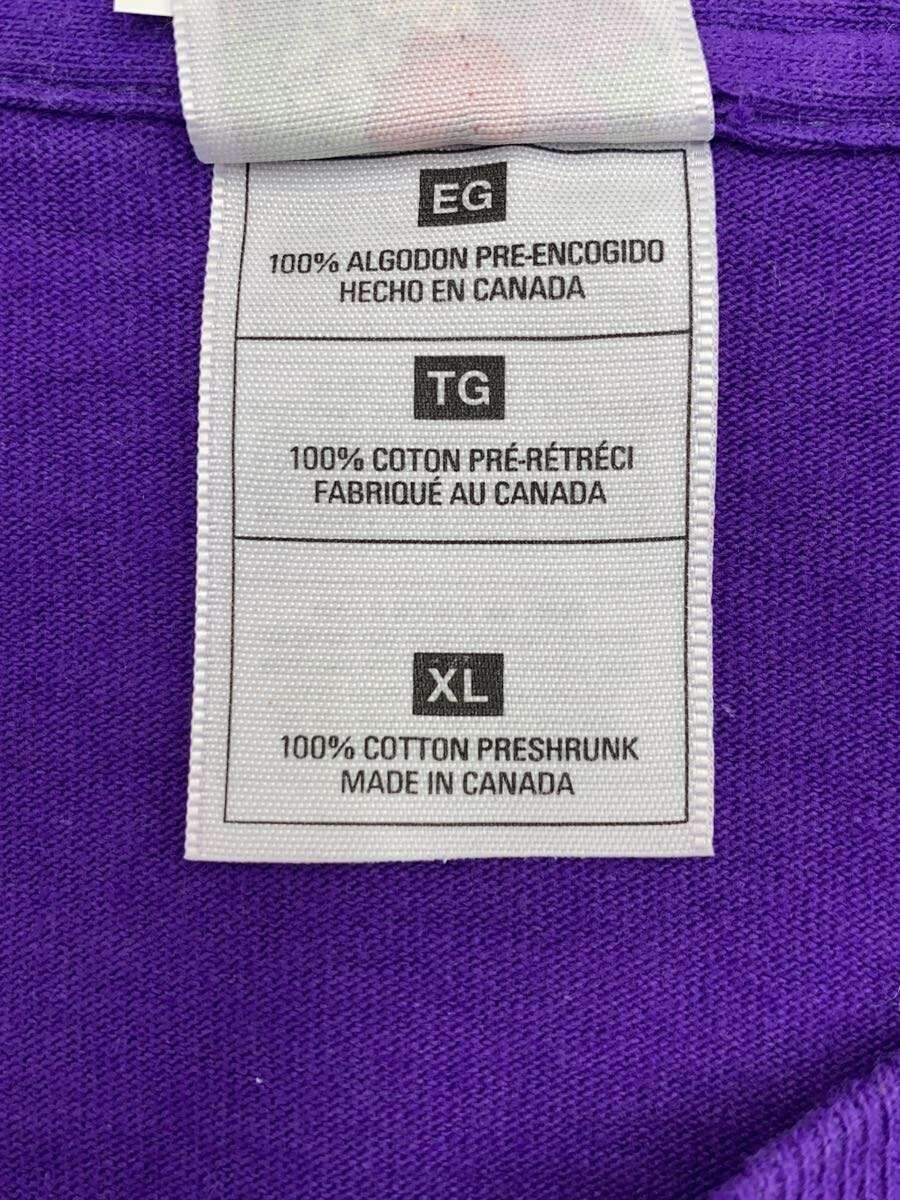 EG
100% ALGODON PRE-ENCOGIDO
HECHO EN CANADA
TG
100% COTON PRÉ-RÉTRÉCI
FABRIQUÉ AU CANADA
XL
100% COTTON PRESHRUNK
MADE IN CANADA